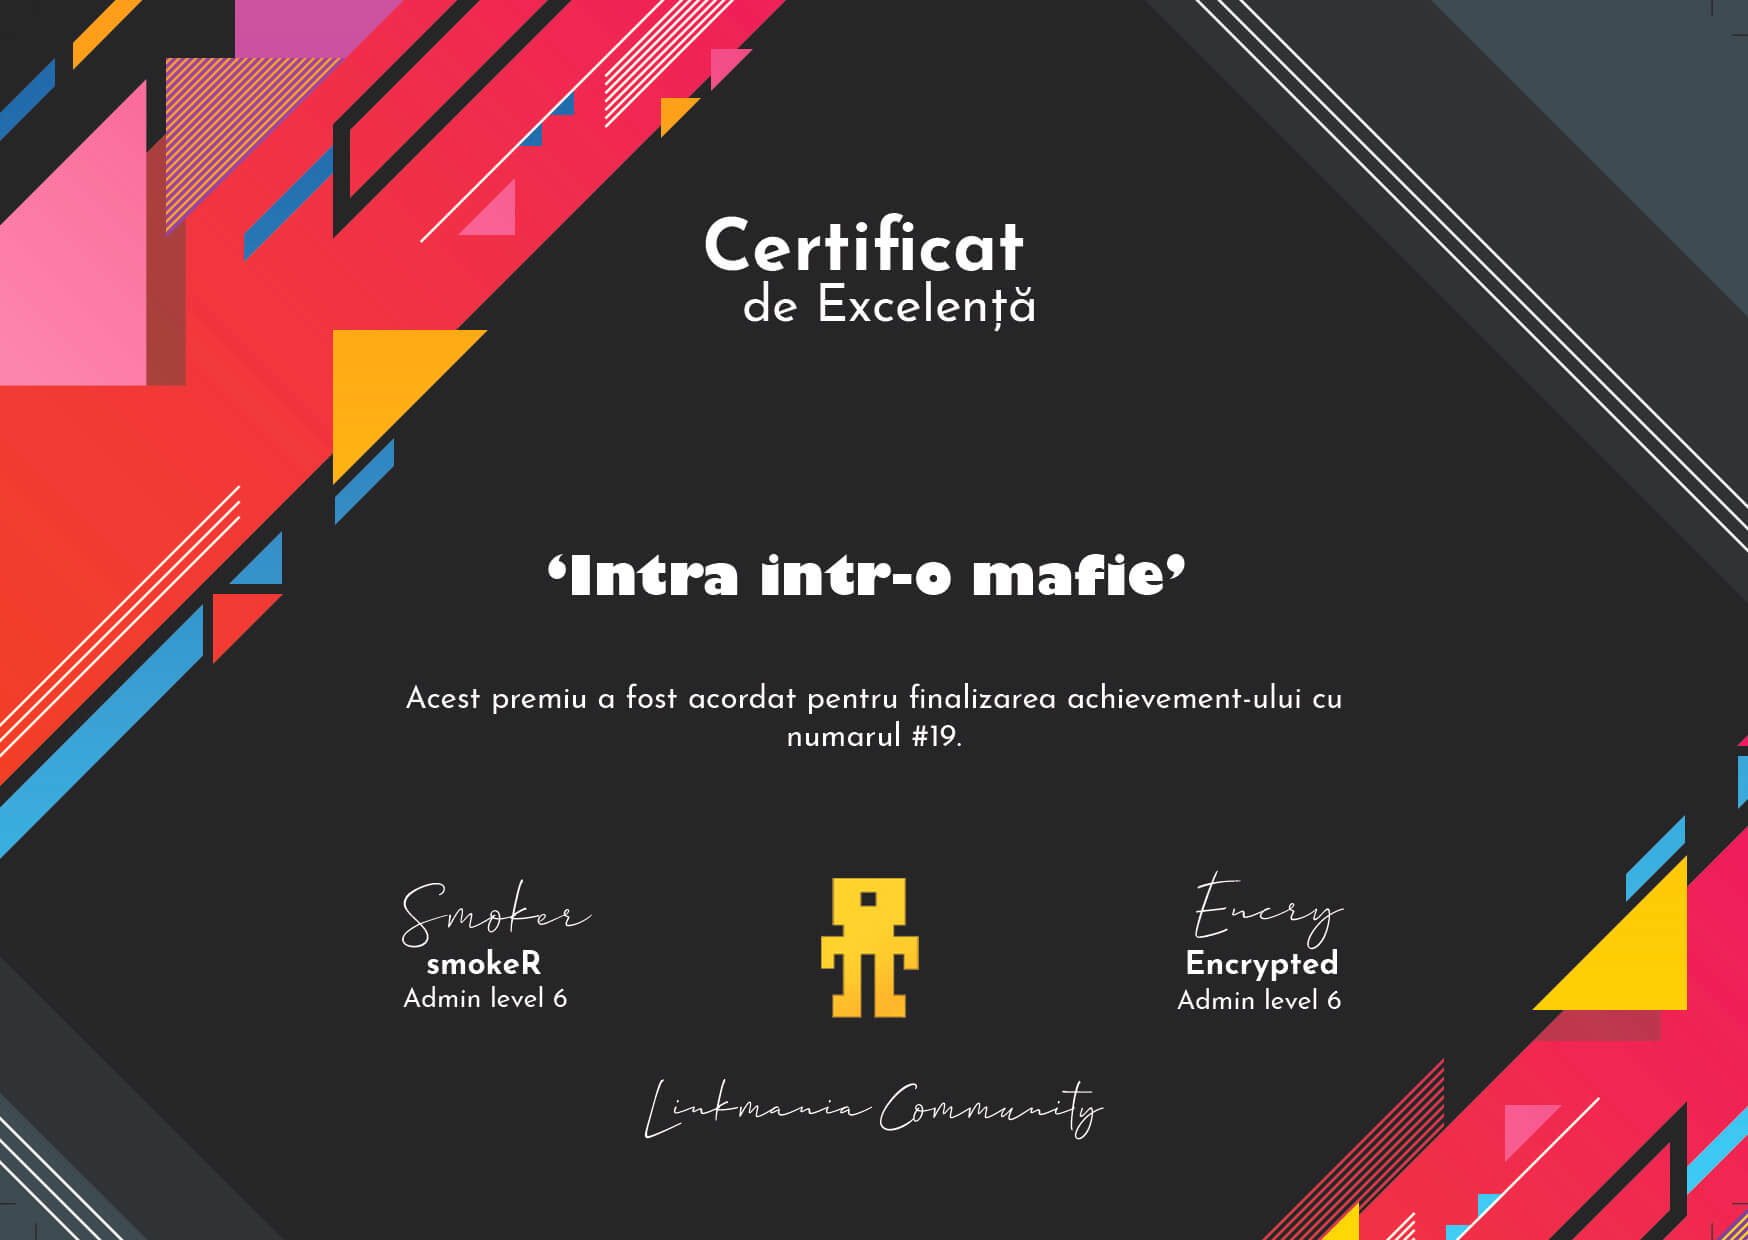 Certificat
de Excelență
‘Intra intr-o mafie’
Acest premiu a fost acordat pentru finalizarea achievement-ului cu
numarul #19.
Smoker
smokeR
Admin level 6
Encry
Encrypted
Admin level 6
Linkmania Community